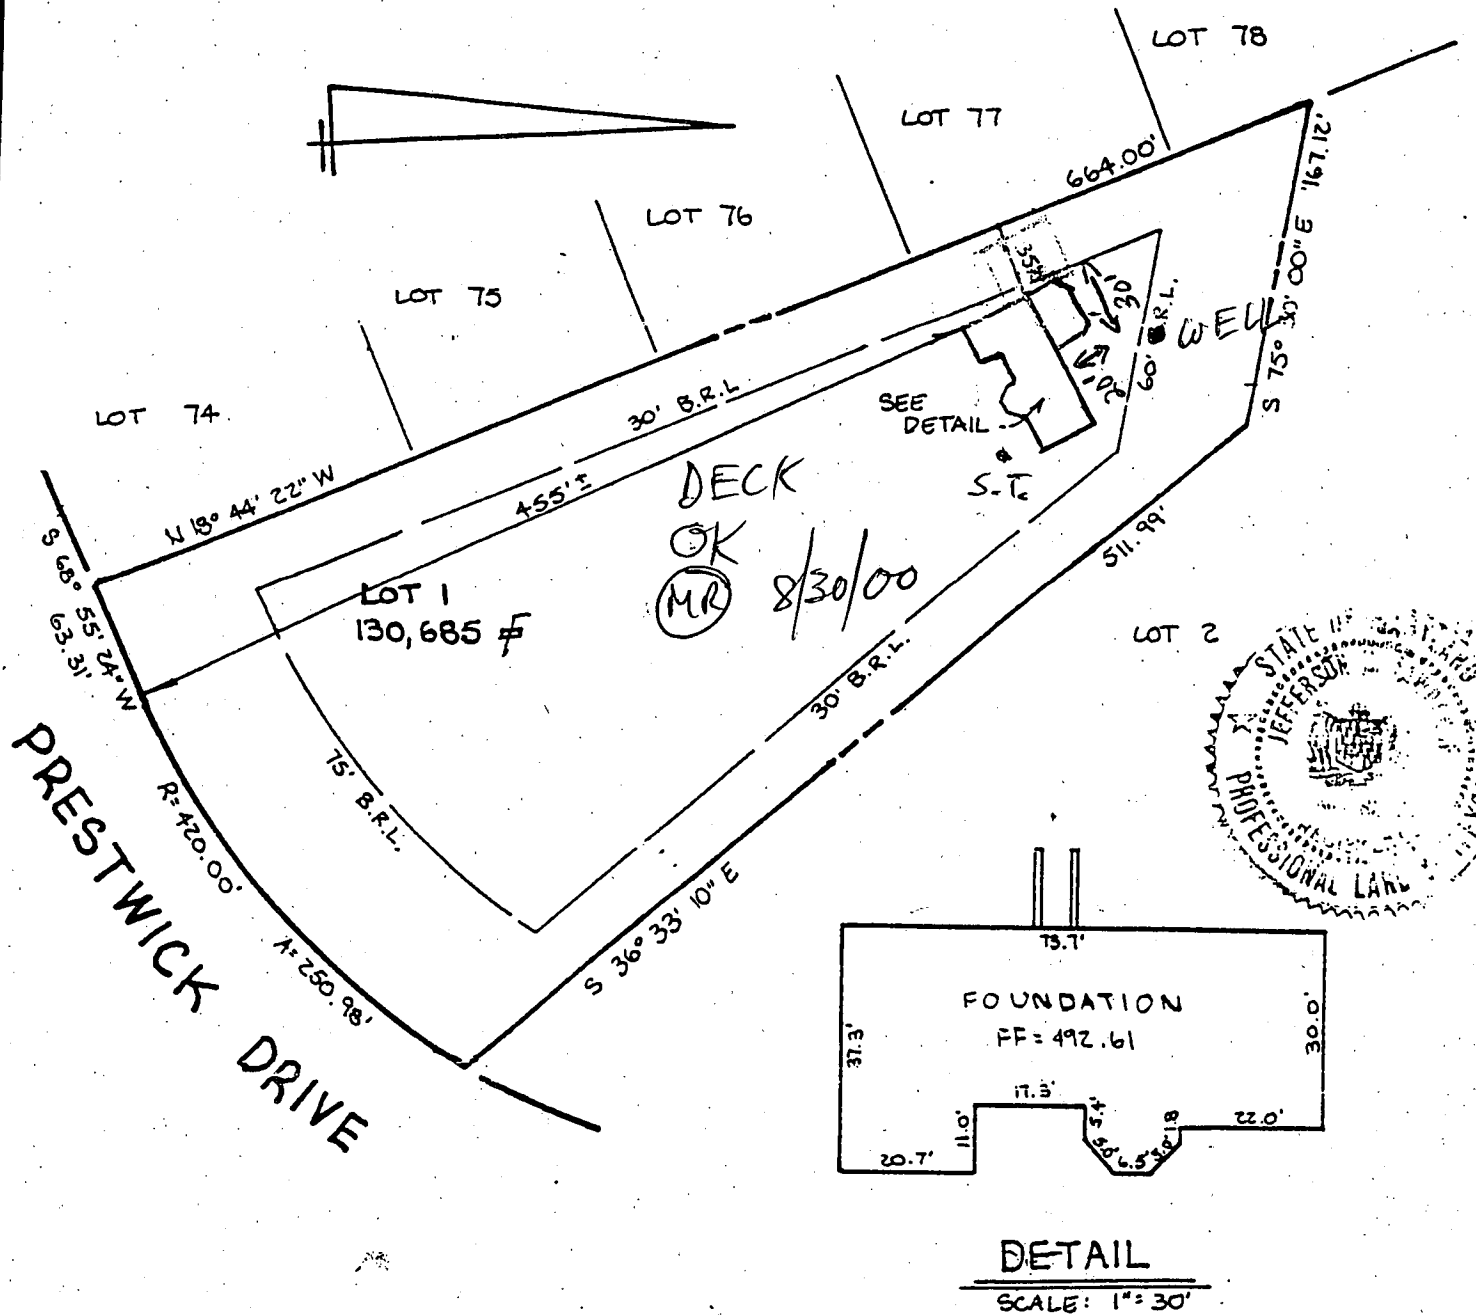 LOT 78
LOT 77
664.00'
167.12'
LOT 76
LOT 75
35'±
30'
60' B.R.L.
WELL
S 75° 30' 00" E
20'
LOT 74
30' B.R.L.
SEE
DETAIL
S.T.
455'±
DECK
OK
MR 8/30/00
N 18° 44' 22" W
S 68° 55' 24" W
63.31'
LOT 1
130,685
511.99'
LOT 2
30' B.R.L.
75' B.R.L.
S 36° 33' 10" E
R=420.00'
A=250.98'
PRESTWICK DRIVE
STATE
JEFFERSON
PROFESSIONAL LAND
73.7'
FOUNDATION
FF=492.61
37.3'
30.0'
17.3'
11.0'
5.4'
5.0'
6.5'
5.0'
1.8
22.0'
20.7'
DETAIL
SCALE: 1"=30'